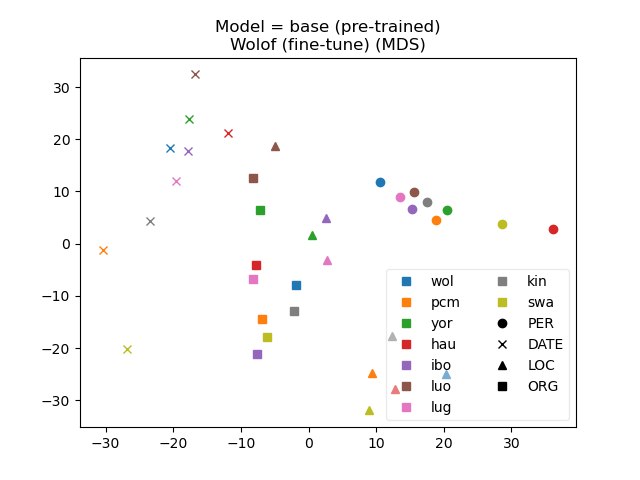 Model = base (pre-trained)
Wolof (fine-tune) (MDS)
30
20
10
0
−10
−20
−30
−30
−20
−10
0
10
20
30
wol
pcm
yor
hau
ibo
luo
lug
kin
swa
PER
DATE
LOC
ORG